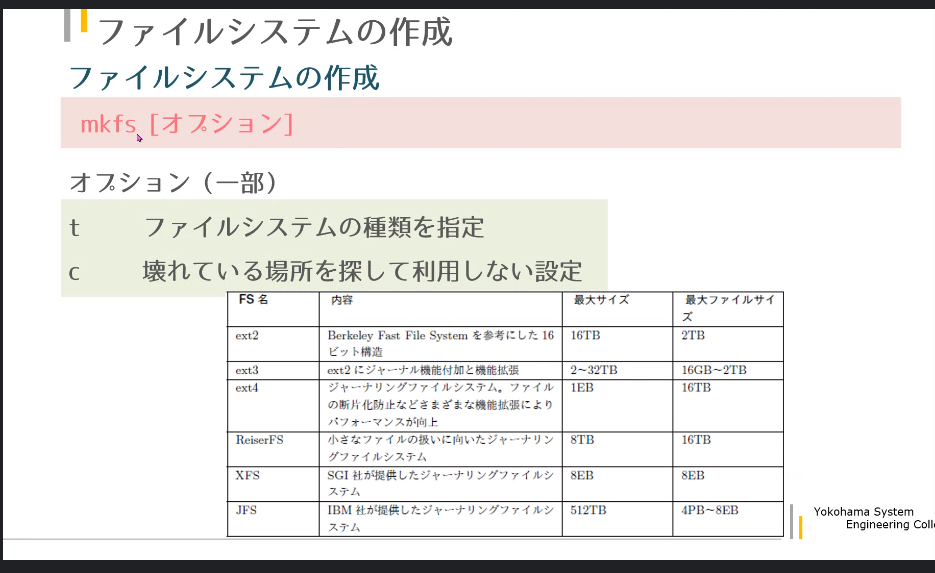 ファイルシステムの作成
ファイルシステムの作成
mkfs [オプション]
オプション（一部）
t ファイルシステムの種類を指定
c 壊れている場所を探して利用しない設定
FS 名 内容 最大サイズ 最大ファイルサイ
ズ
ext2 Berkeley Fast File System を参考にした 16 16TB 2TB
ビット構造
ext3 ext2 にジャーナル機能付加と機能拡張 2〜32TB 16GB〜2TB
ext4 ジャーナリングファイルシステム。ファイル 1EB 16TB
の断片化防止などさまざまな機能拡張により
パフォーマンスが向上
ReiserFS 小さなファイルの扱いに向いたジャーナリン 8TB 16TB
グファイルシステム
XFS SGI 社が提供したジャーナリングファイルシ 8EB 8EB
ステム
JFS IBM 社が提供したジャーナリングファイルシ 512TB 4PB〜8EB
ステム
Yokohama System
Engineering Colle